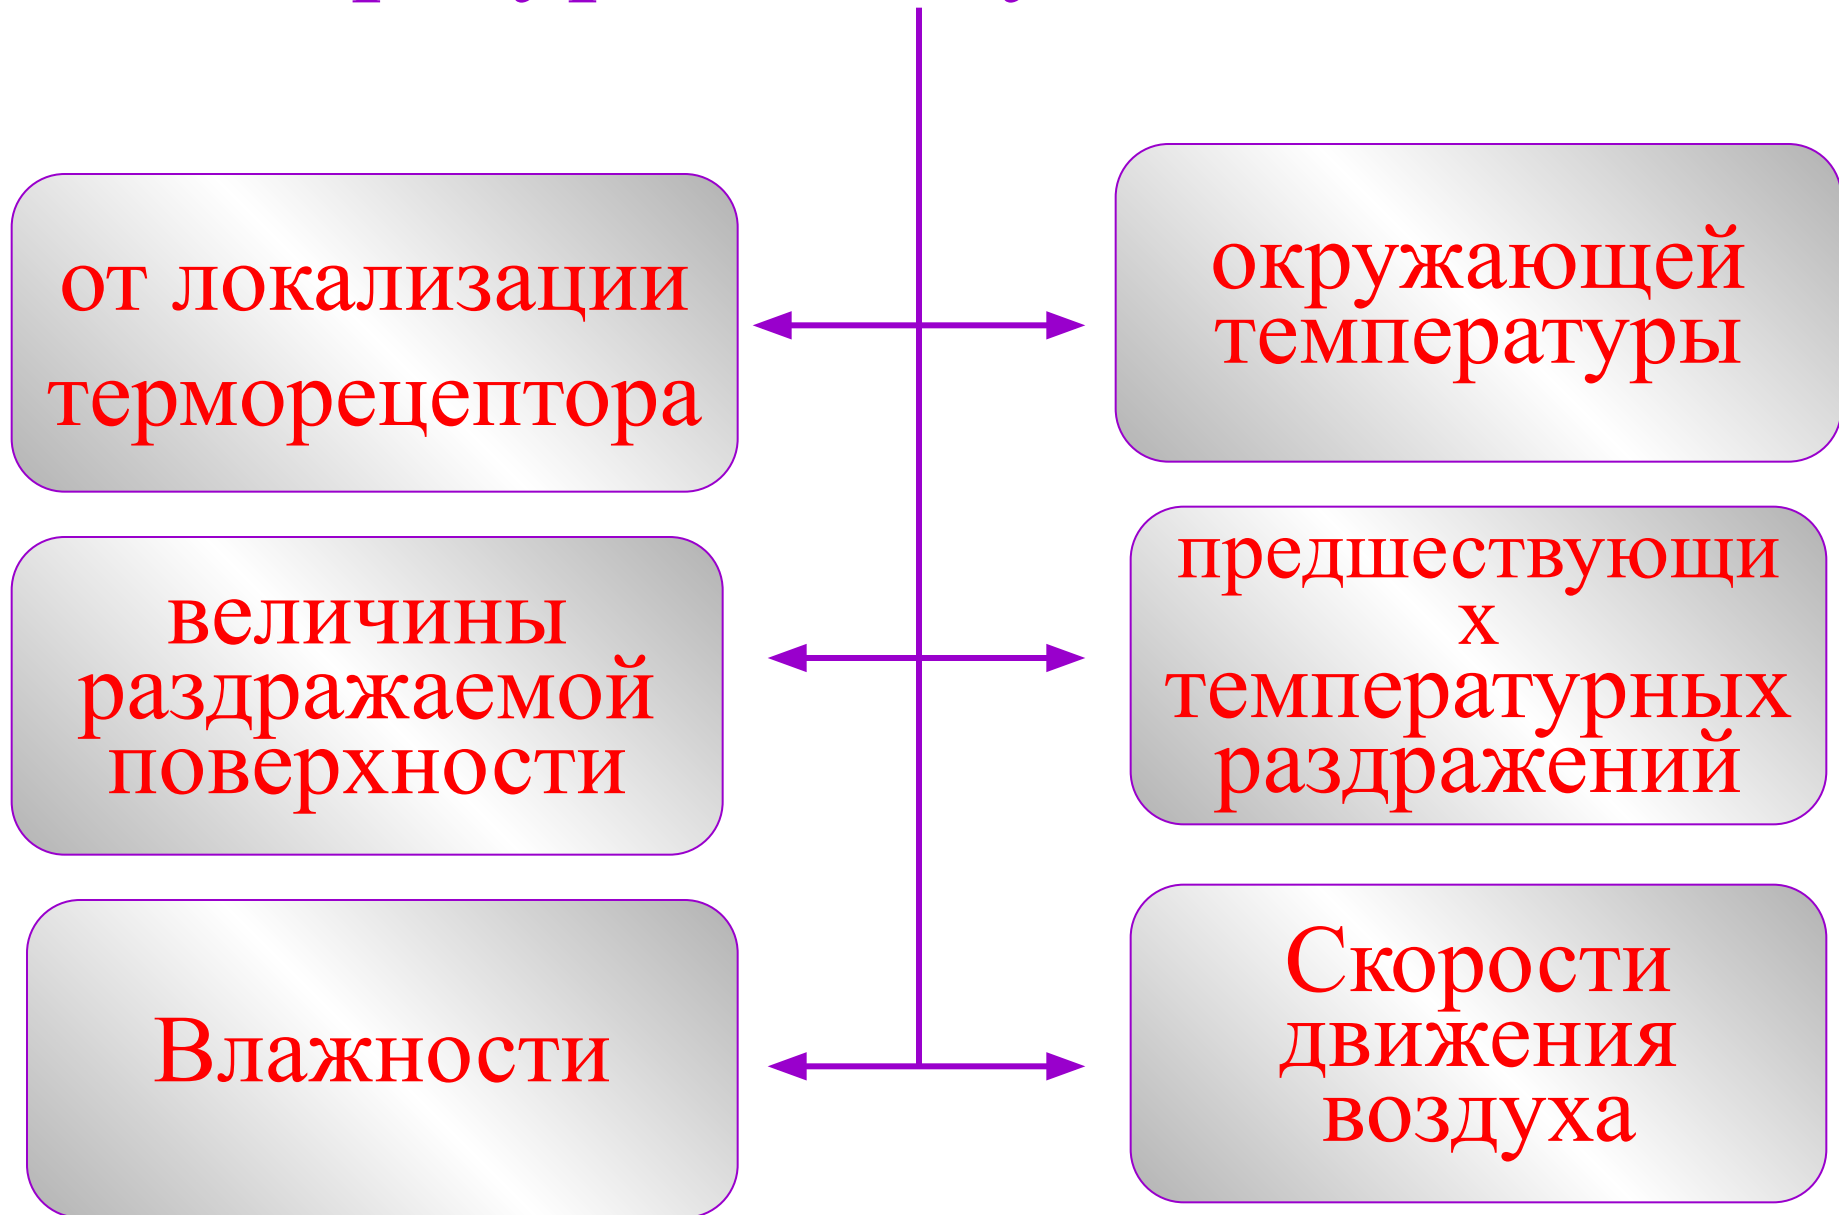 от локализации
терморецептора
окружающей
температуры
величины
раздражаемой
поверхности
предшествующи
х
температурных
раздражений
Влажности
Скорости
движения
воздуха